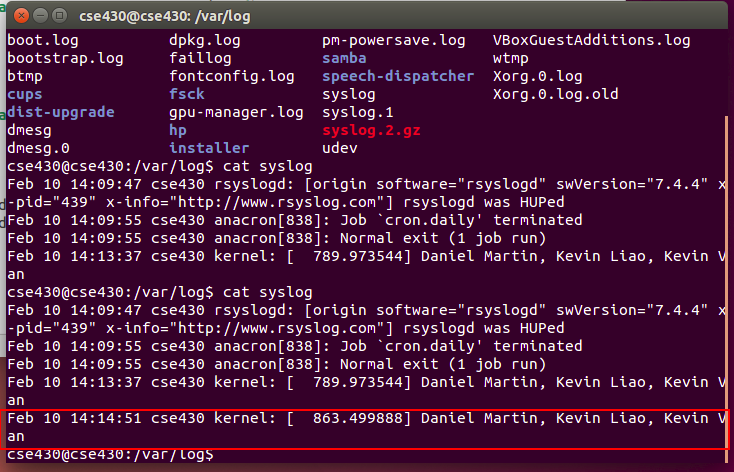 cse430@cse430: /var/log
boot.log dpkg.log pm-powersave.log VBoxGuestAdditions.log
bootstrap.log faillog samba wtmp
btmp fontconfig.log speech-dispatcher Xorg.0.log
cups fsck syslog Xorg.0.log.old
dist-upgrade gpu-manager.log syslog.1
dmesg hp syslog.2.gz
dmesg.0 installer udev
cse430@cse430:/var/log$ cat syslog
Feb 10 14:09:47 cse430 rsyslogd: [origin software="rsyslogd" swVersion="7.4.4" x
-pid="439" x-info="http://www.rsyslog.com"] rsyslogd was HUPed
Feb 10 14:09:55 cse430 anacron[838]: Job `cron.daily' terminated
Feb 10 14:09:55 cse430 anacron[838]: Normal exit (1 job run)
Feb 10 14:13:37 cse430 kernel: [  789.973544] Daniel Martin, Kevin Liao, Kevin V
an
cse430@cse430:/var/log$ cat syslog
Feb 10 14:09:47 cse430 rsyslogd: [origin software="rsyslogd" swVersion="7.4.4" x
-pid="439" x-info="http://www.rsyslog.com"] rsyslogd was HUPed
Feb 10 14:09:55 cse430 anacron[838]: Job `cron.daily' terminated
Feb 10 14:09:55 cse430 anacron[838]: Normal exit (1 job run)
Feb 10 14:13:37 cse430 kernel: [  789.973544] Daniel Martin, Kevin Liao, Kevin V
an
Feb 10 14:14:51 cse430 kernel: [  863.499888] Daniel Martin, Kevin Liao, Kevin V
an
cse430@cse430:/var/log$